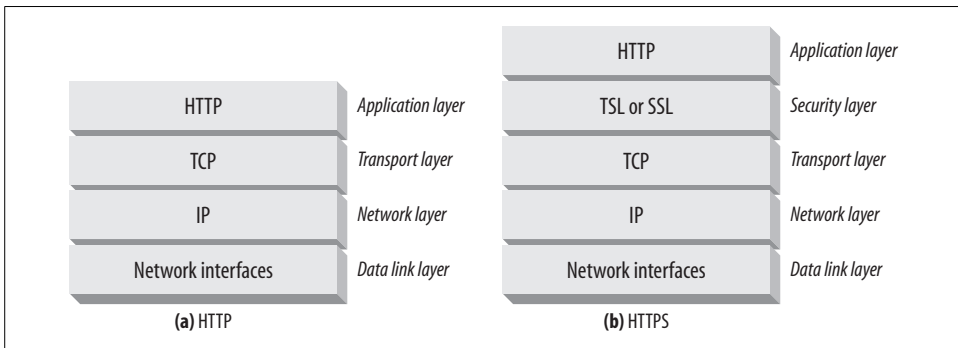 HTTP Application layer
TCP Transport layer
IP Network layer
Network interfaces Data link layer
(a) HTTP
HTTP Application layer
TSL or SSL Security layer
TCP Transport layer
IP Network layer
Network interfaces Data link layer
(b) HTTPS